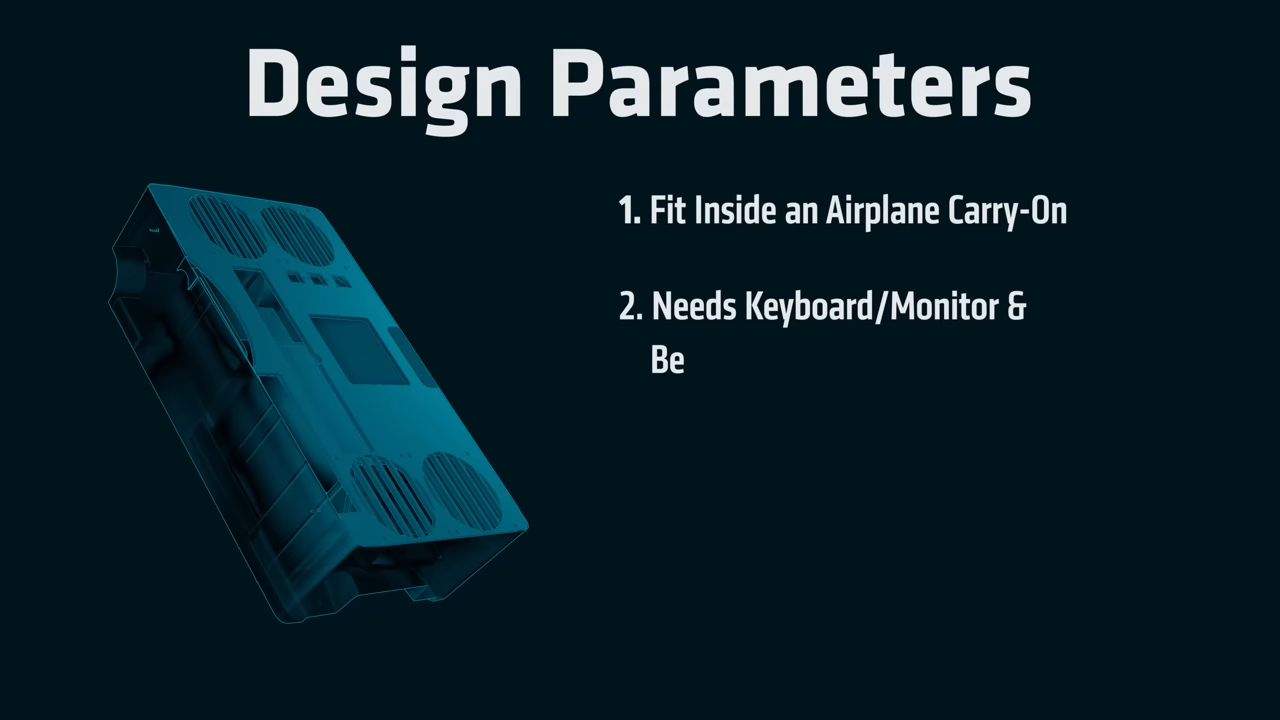 Design Parameters
1. Fit Inside an Airplane Carry-On
2. Needs Keyboard/Monitor &
Be